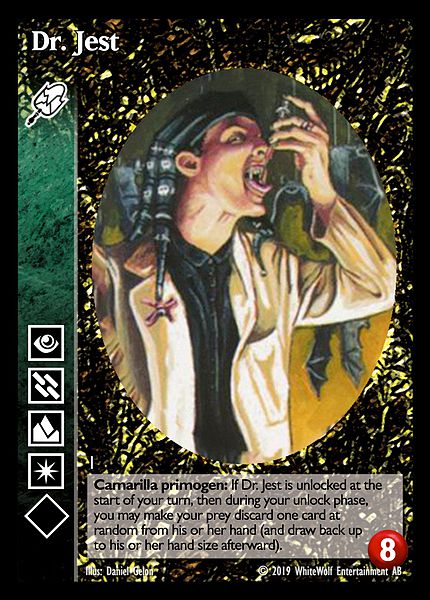 Dr. Jest
Camarilla primogen: If Dr. Jest is unlocked at the
start of your turn, then during your unlock phase,
you may make your prey discard one card at
random from his or her hand (and draw back up
to his or her hand size afterward).
8
Illus: Daniel Gelon © 2019 WhiteWolf Entertainment AB